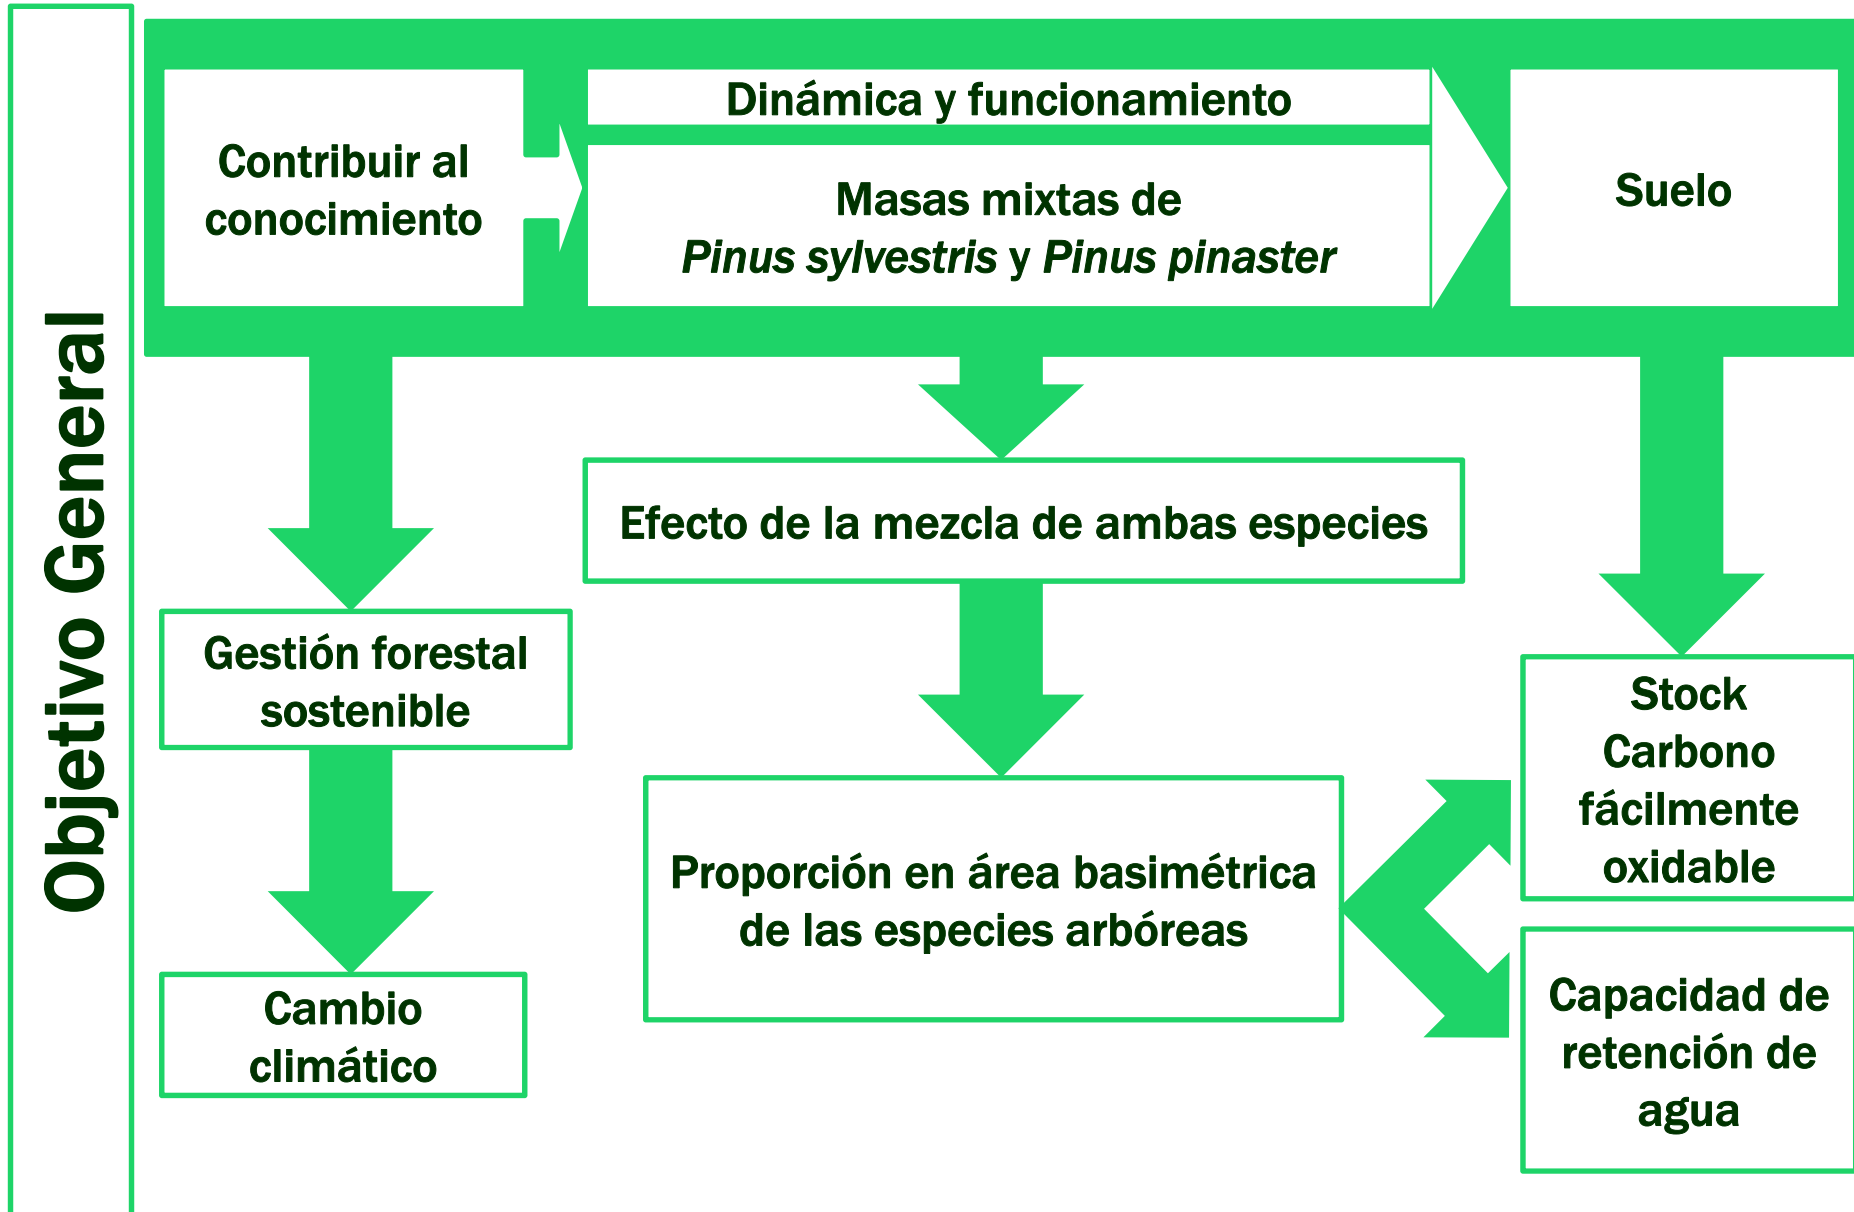 Objetivo General
Contribuir al
conocimiento
Dinámica y funcionamiento
Masas mixtas de
Pinus sylvestris y Pinus pinaster
Suelo
Efecto de la mezcla de ambas especies
Gestión forestal
sostenible
Proporción en área basimétrica
de las especies arbóreas
Stock
Carbono
fácilmente
oxidable
Cambio
climático
Capacidad de
retención de
agua